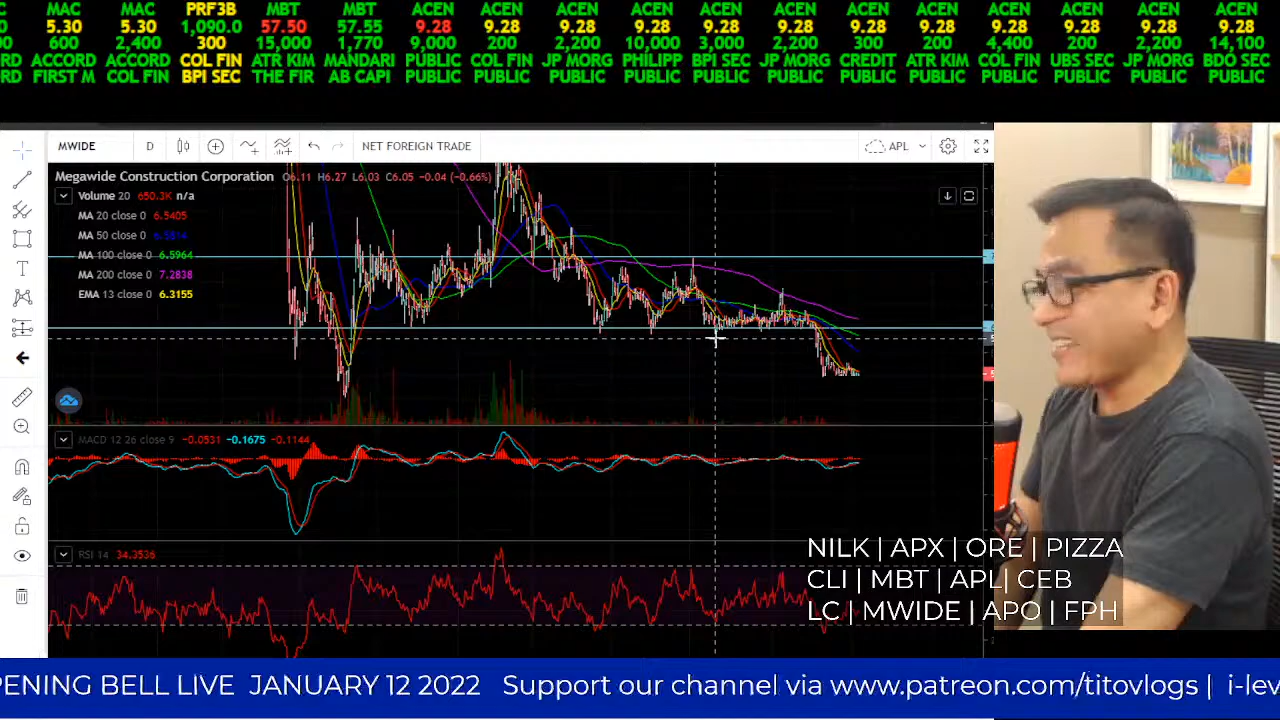 MAC MAC PRF3B MBT MBT ACEN ACEN ACEN ACEN ACEN ACEN ACEN ACEN ACEN ACEN ACEN ACEN
5.30 5.30 1,090.0 57.50 57.55 9.28 9.28 9.28 9.28 9.28 9.28 9.28 9.28 9.28 9.28 9.28 9.28
600 2,400 300 15,000 1,770 9,000 200 2,200 10,000 3,000 2,200 300 200 4,400 200 2,200 14,100
ACCORD ACCORD COL FIN ATR KIM MANDARI PUBLIC COL FIN JP MORG PHILIPP BPI SEC JP MORG CREDIT ATR KIM COL FIN UBS SEC JP MORG BDO SEC
FIRST M COL FIN BPI SEC THE FIR AB CAPI PUBLIC PUBLIC PUBLIC PUBLIC PUBLIC PUBLIC PUBLIC PUBLIC PUBLIC PUBLIC PUBLIC PUBLIC
MWIDE D NET FOREIGN TRADE APL
Megawide Construction Corporation O6.11 H6.27 L6.03 C6.05 -0.04 (-0.66%)
Volume 20 650.3K n/a
MA 20 close 0 6.5405
MA 50 close 0
MA 100 close 0 6.5964
MA 200 close 0 7.2838
EMA 13 close 0 6.3155
MACD 12 26 close 9 -0.0531 -0.1675 -0.1144
RSI 14 34.3536
NILK | APX | ORE | PIZZA
CLI | MBT | APL| CEB
LC | MWIDE | APO | FPH
PENING BELL LIVE JANUARY 12 2022 Support our channel via www.patreon.com/titovlogs | i-lev